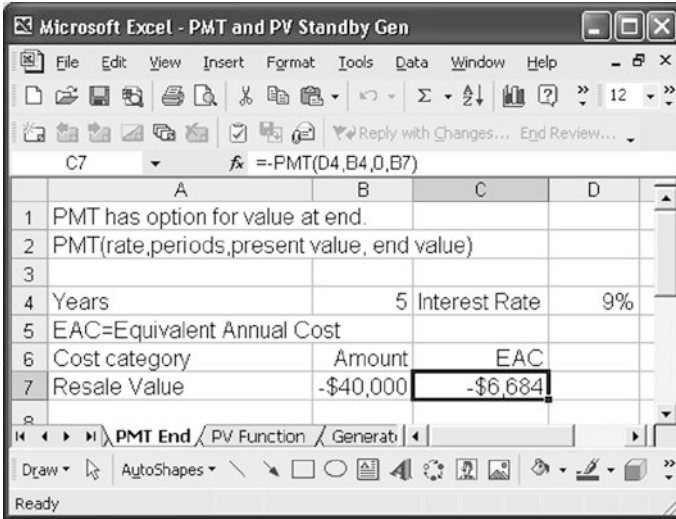 Microsoft Excel - PMT and PV Standby Gen
File Edit View Insert Format Tools Data Window Help
12
Reply with Changes... End Review...
C7 fx =-PMT(D4,B4,0,B7)
A B C D
1 PMT has option for value at end.
2 PMT(rate,periods,present value, end value)
3
4 Years 5 Interest Rate 9%
5 EAC=Equivalent Annual Cost
6 Cost category Amount EAC
7 Resale Value -$40,000 -$6,684
8
PMT End / PV Function / Generat
Draw AutoShapes
Ready